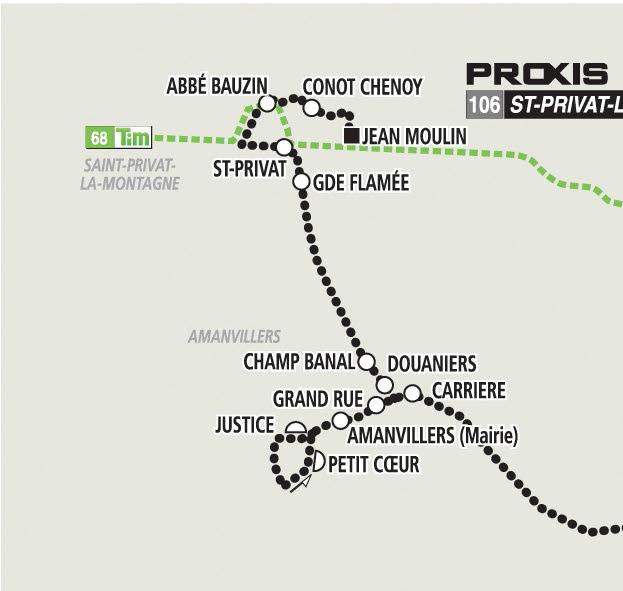 ABBÉ BAUZIN
CONOT CHENOY
PROXIS
106 ST-PRIVAT-L
68 Tim
JEAN MOULIN
SAINT-PRIVAT-
LA-MONTAGNE
ST-PRIVAT
GDE FLAMÉE
AMANVILLERS
CHAMP BANAL
DOUANIERS
GRAND RUE
CARRIERE
JUSTICE
AMANVILLERS (Mairie)
PETIT CŒUR